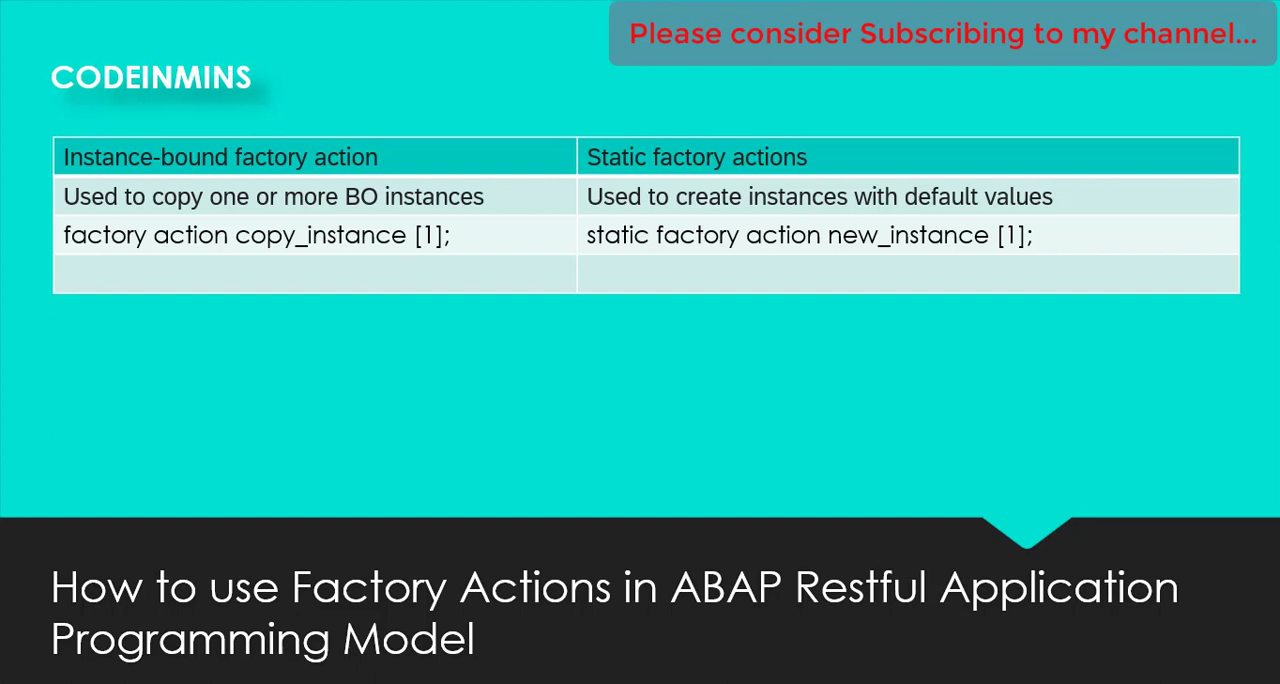 Please consider Subscribing to my channel...
CODEINMINS
Instance-bound factory action
Static factory actions
Used to copy one or more BO instances
Used to create instances with default values
factory action copy_instance [1];
static factory action new_instance [1];
How to use Factory Actions in ABAP Restful Application
Programming Model